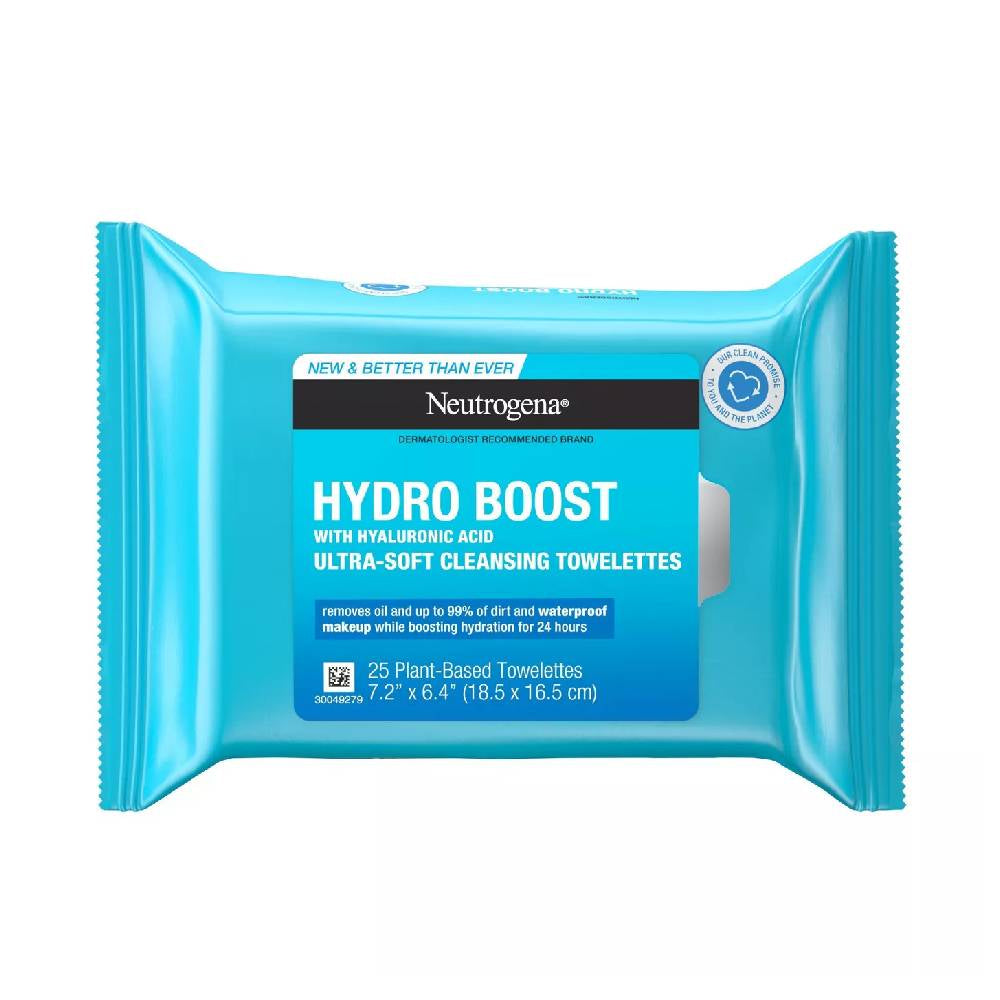 HYDRO BOOST
NEW & BETTER THAN EVER
Neutrogena®
DERMATOLOGIST RECOMMENDED BRAND
OUR CLEAN PROMISE
TO YOU AND THE PLANET
HYDRO BOOST
WITH HYALURONIC ACID
ULTRA-SOFT CLEANSING TOWELETTES
removes oil and up to 99% of dirt and waterproof
makeup while boosting hydration for 24 hours
25 Plant-Based Towelettes
7.2” x 6.4” (18.5 x 16.5 cm)
30049279